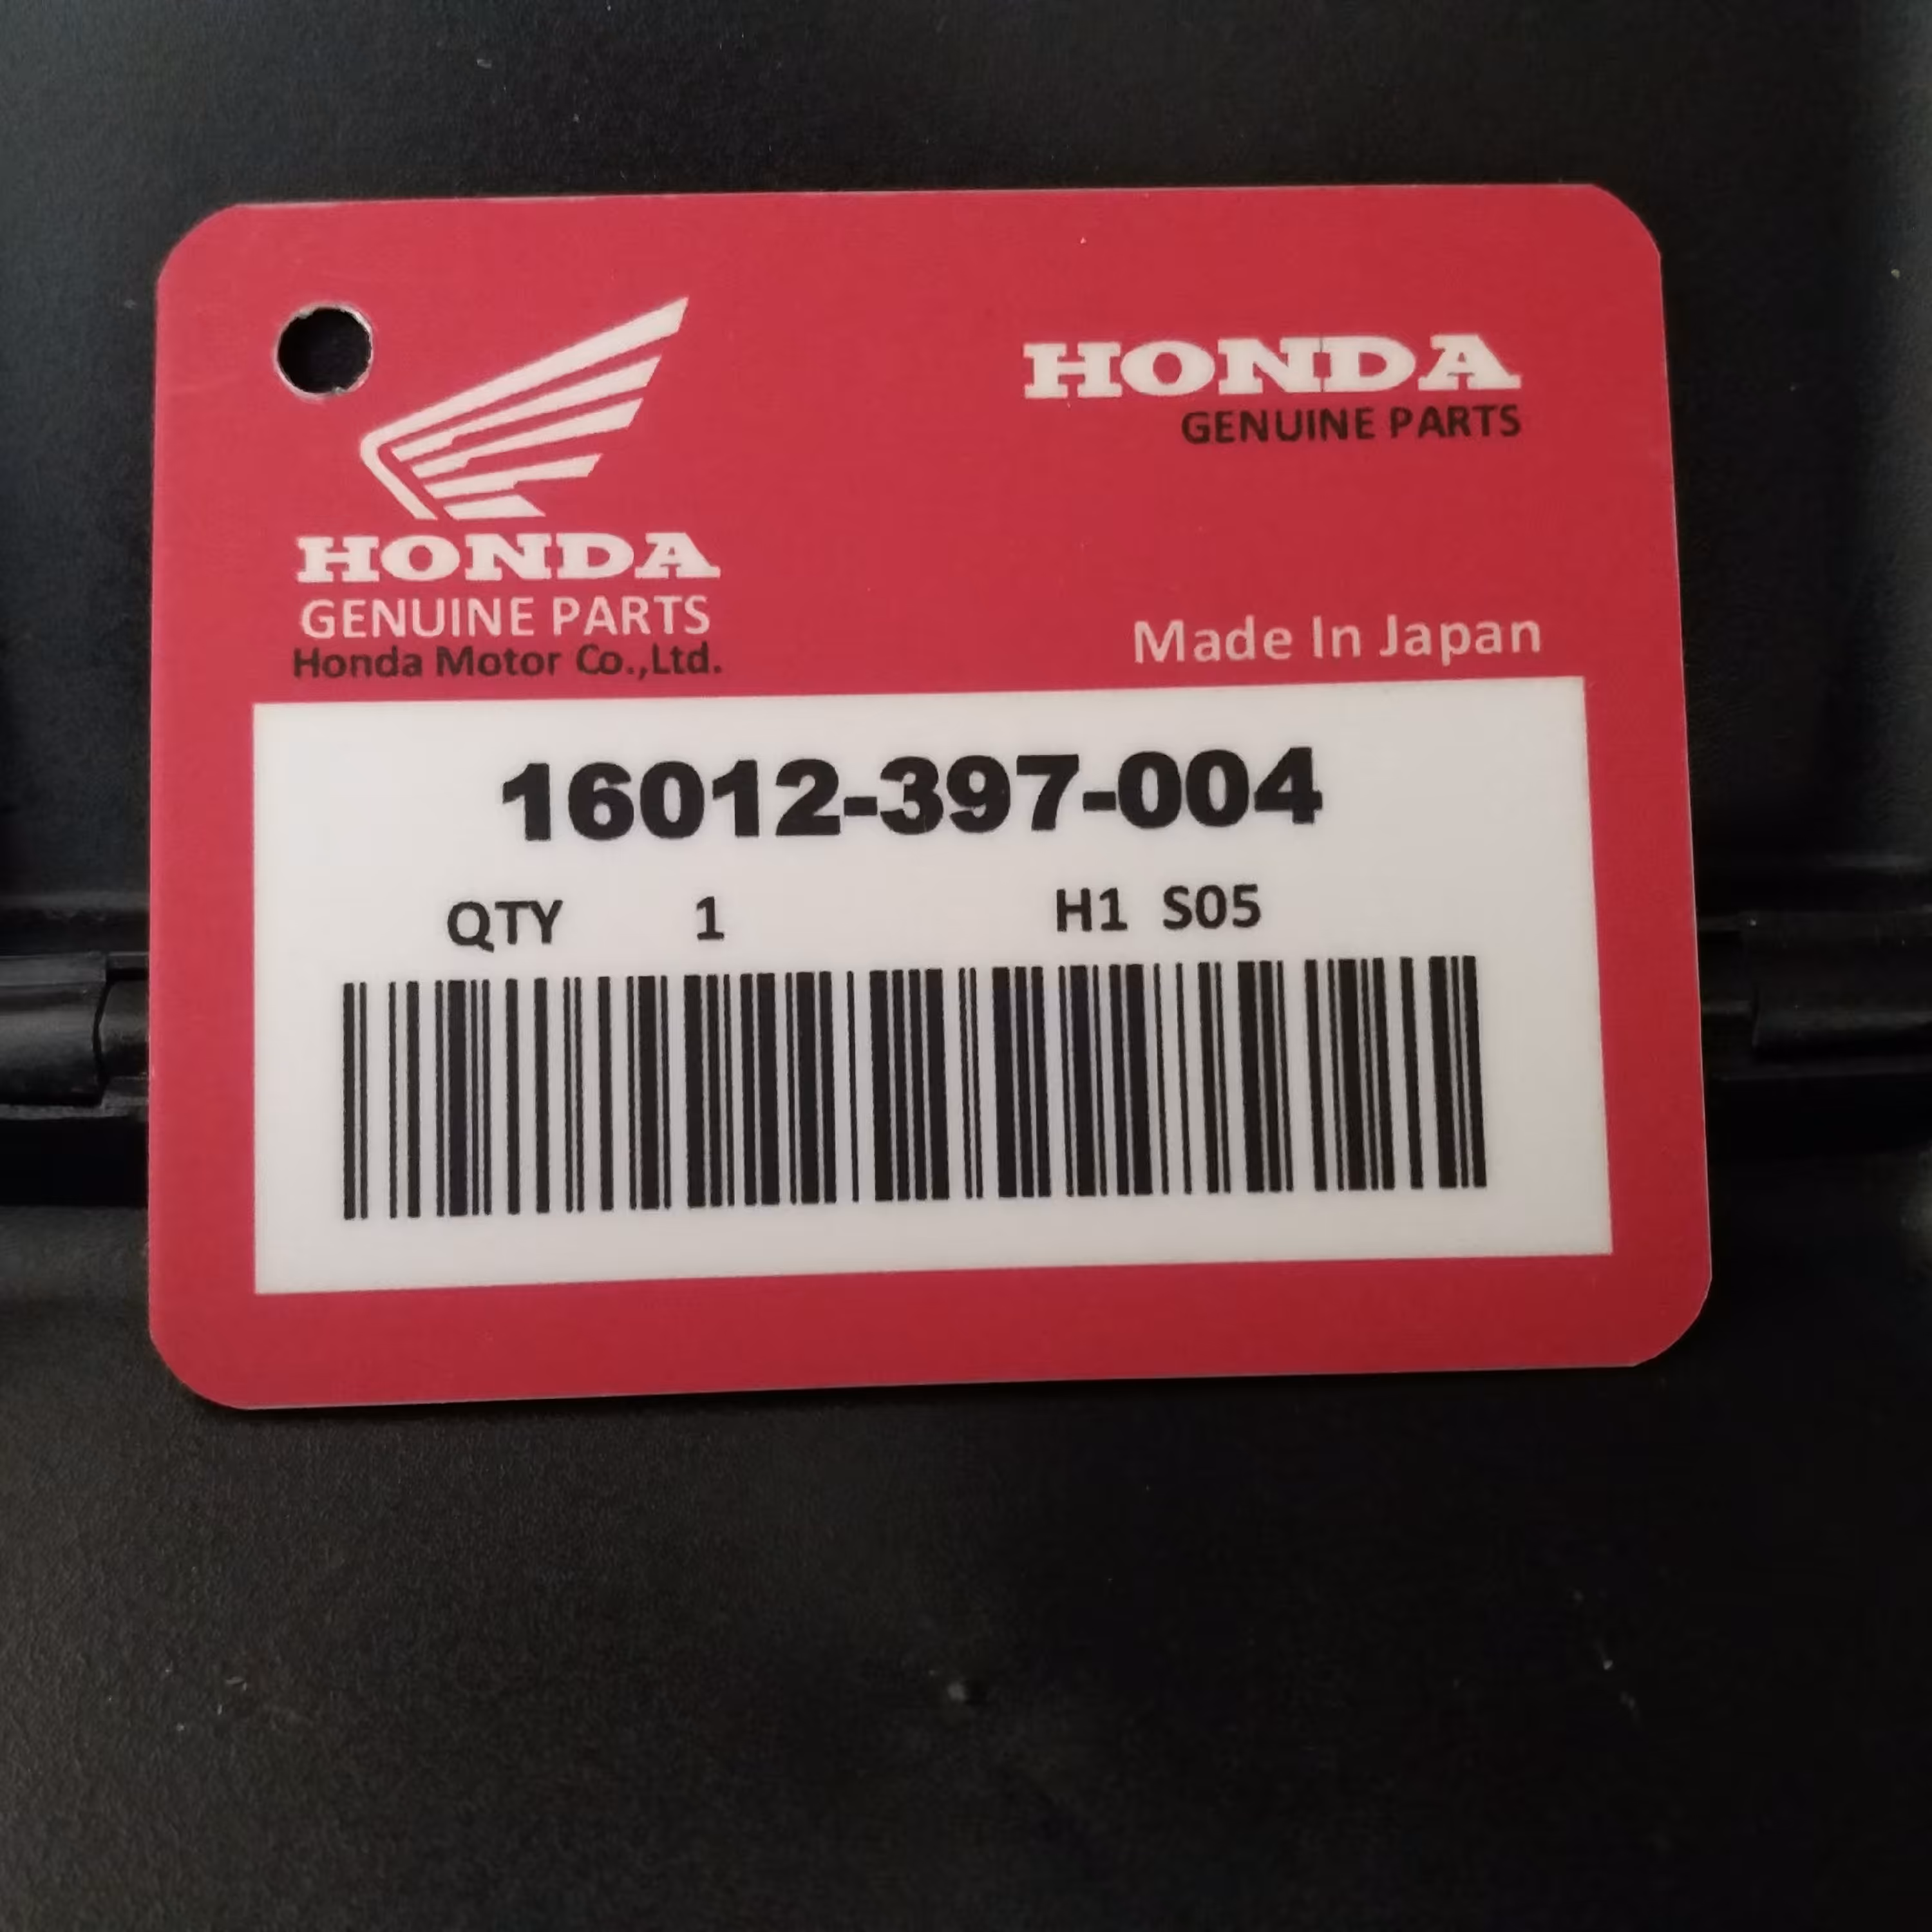 HONDA
GENUINE PARTS
HONDA
GENUINE PARTS
Honda Motor Co.,Ltd.
Made In Japan
16012-397-004
QTY 1 H1 S05